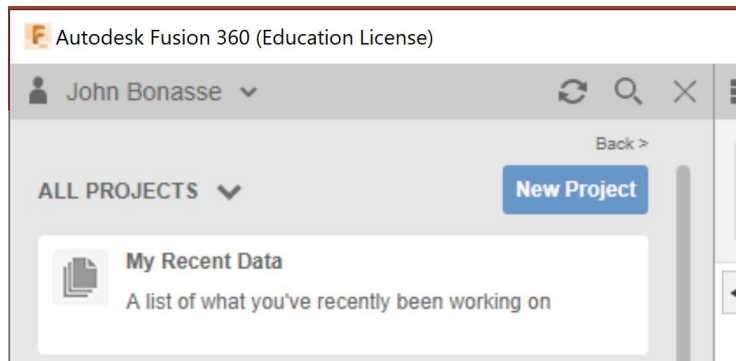 Autodesk Fusion 360 (Education License)
John Bonasse
Back >
ALL PROJECTS
New Project
My Recent Data
A list of what you've recently been working on